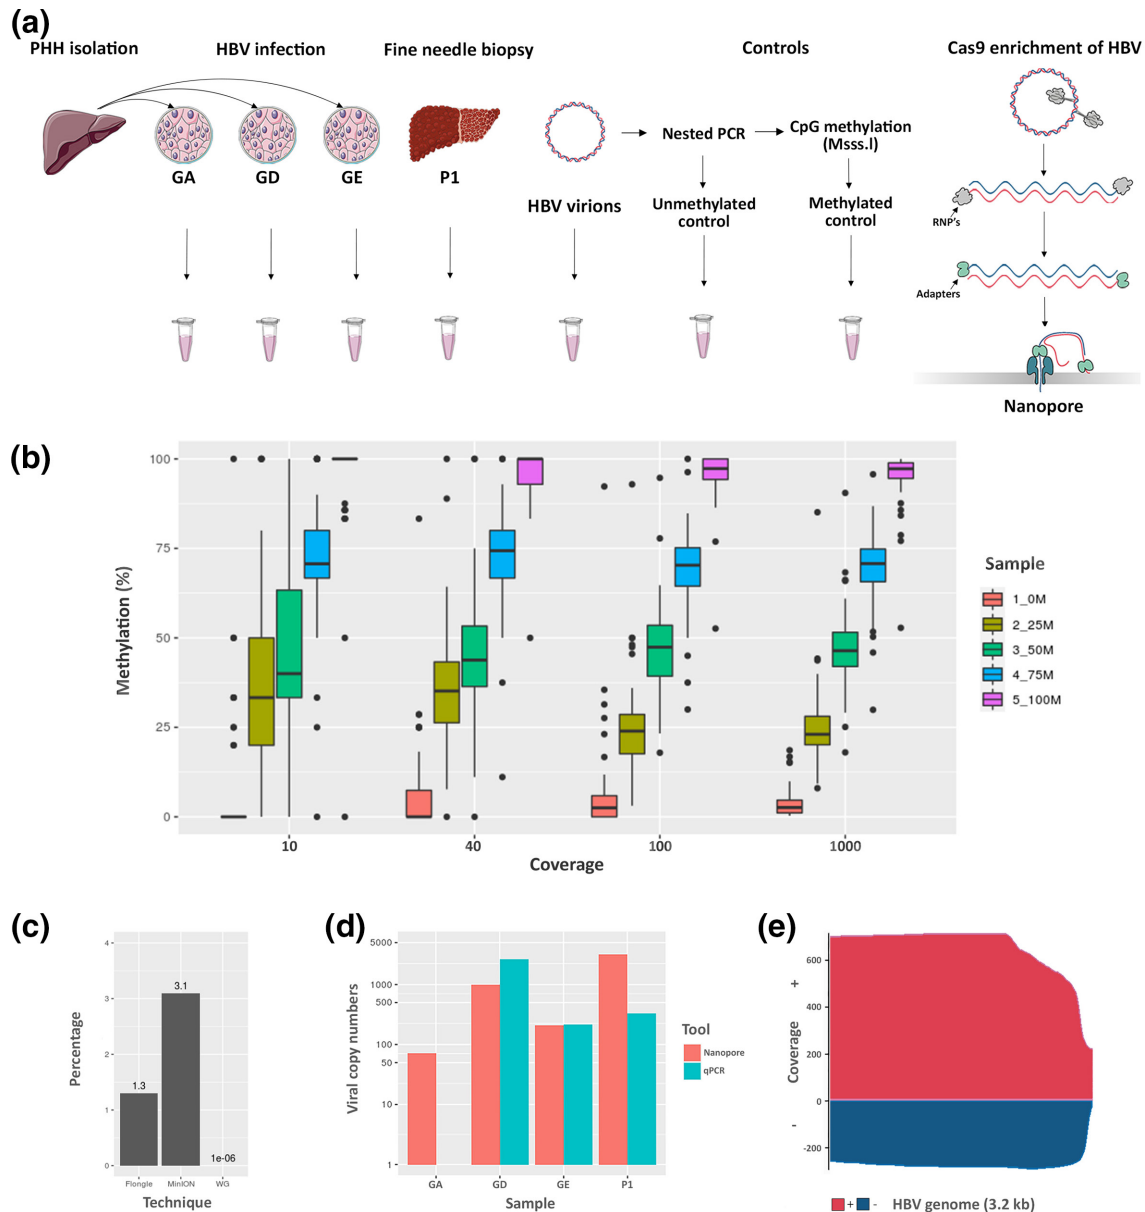 (a)
PHH isolation
HBV infection
Fine needle biopsy
Controls
Cas9 enrichment of HBV
GA
GD
GE
P1
HBV virions
Nested PCR
CpG methylation
(Msss.I)
Unmethylated
control
Methylated
control
RNP's
Adapters
Nanopore
(b)
Methylation (%)
100
75
50
25
0
10
40
100
1000
Coverage
Sample
1_0M
2_25M
3_50M
4_75M
5_100M
(c)
Percentage
4
3
2
1
0
1.3
3.1
1e-06
Flongle
MinION
WG
Technique
(d)
Viral copy numbers
5000
1000
500
100
50
10
1
GA
GD
GE
P1
Sample
Tool
Nanopore
qPCR
(e)
Coverage
+
-
600
400
200
0
-200
+ - HBV genome (3.2 kb)